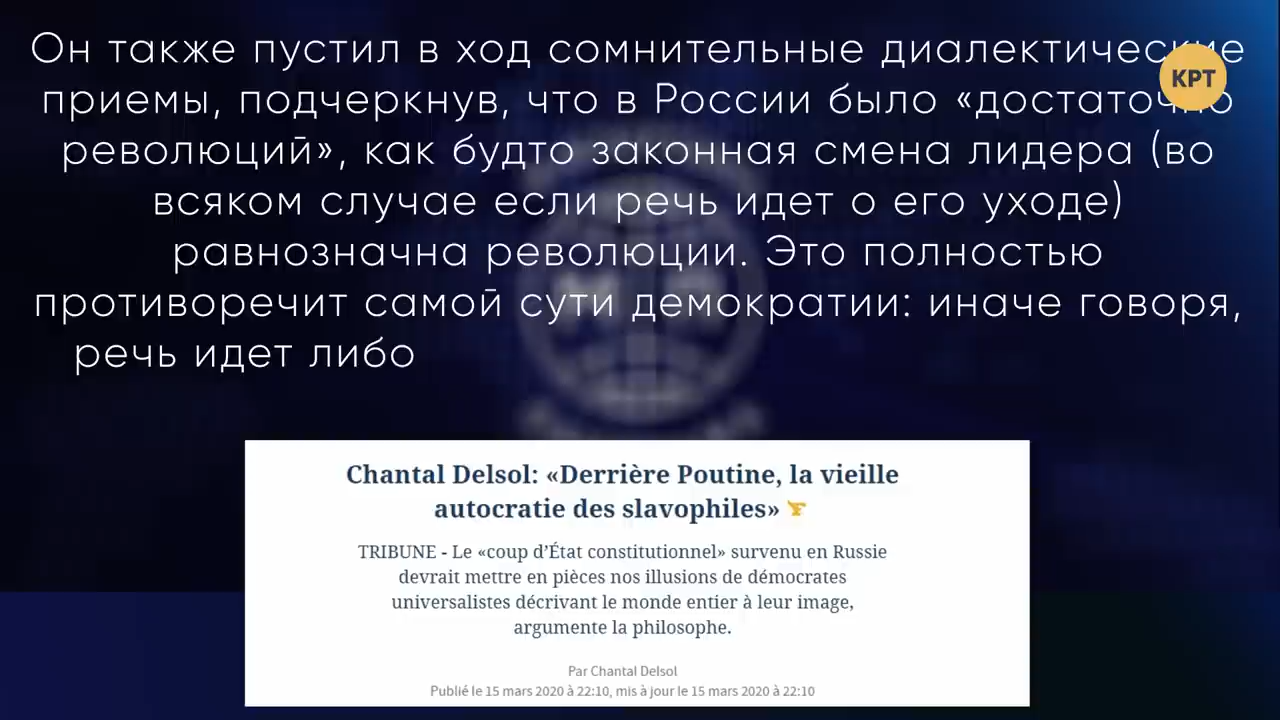 Он также пустил в ход сомнительные диалектические
приемы, подчеркнув, что в России было «достаточно
революций», как будто законная смена лидера (во
всяком случае если речь идет о его уходе)
равнозначна революции. Это полностью
противоречит самой сути демократии: иначе говоря,
речь идет либо
КРТ
Chantal Delsol: «Derrière Poutine, la vieille
autocratie des slavophiles»
TRIBUNE - Le «coup d’État constitutionnel» survenu en Russie
devrait mettre en pièces nos illusions de démocrates
universalistes décrivant le monde entier à leur image,
argumente la philosophe.
Par Chantal Delsol
Publié le 15 mars 2020 à 22:10, mis à jour le 15 mars 2020 à 22:10